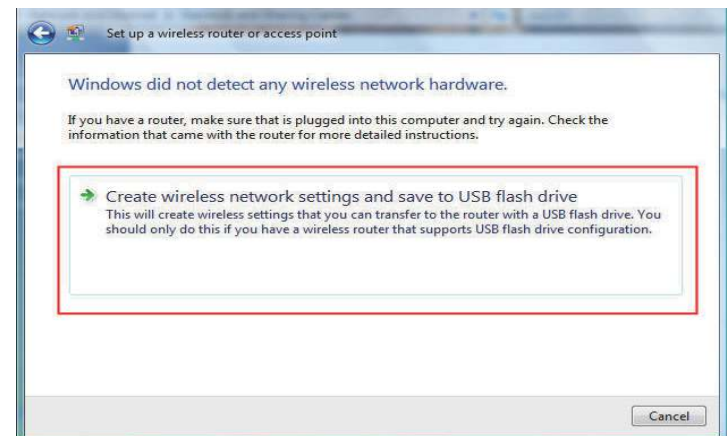 Set up a wireless router or access point
Windows did not detect any wireless network hardware.
If you have a router, make sure that is plugged into this computer and try again. Check the
information that came with the router for more detailed instructions.
Create wireless network settings and save to USB flash drive
This will create wireless settings that you can transfer to the router with a USB flash drive. You
should only do this if you have a wireless router that supports USB flash drive configuration.
Cancel